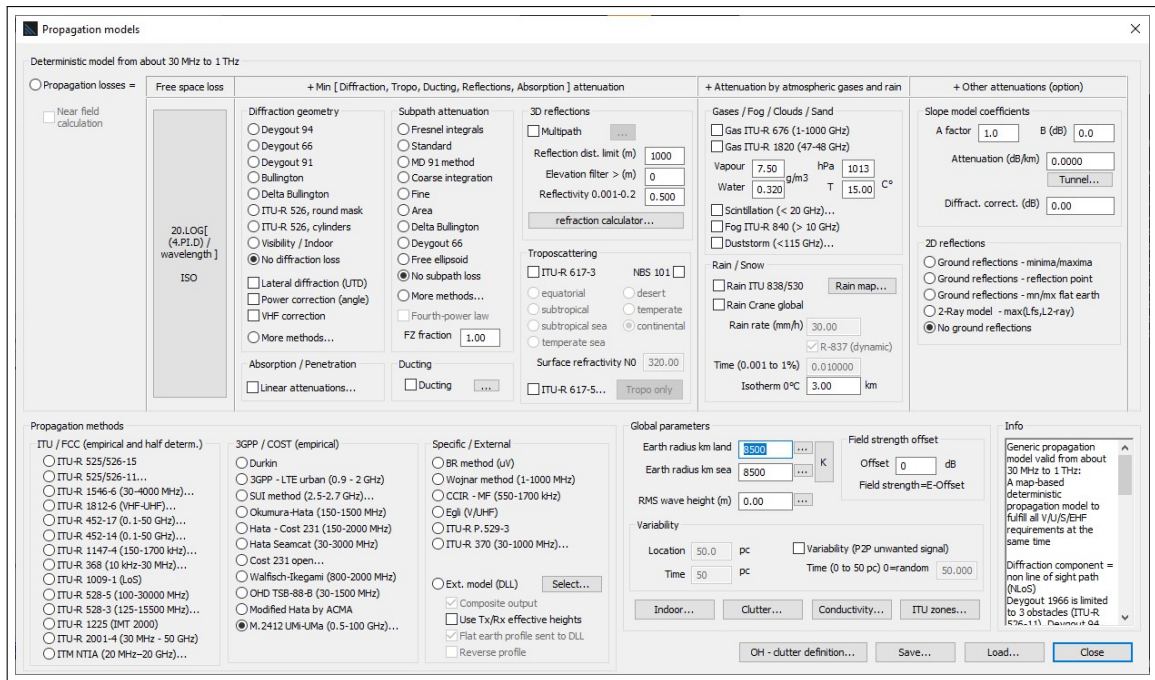 Propagation models
Deterministic model from about 30 MHz to 1 THz
Propagation losses =
Near field
calculation
Free space loss
20.LOG[
(4.PI.D) /
wavelength ]
ISO
+ Min [ Diffraction, Tropo, Ducting, Reflections, Absorption ] attenuation
Diffraction geometry
Deygout 94
Deygout 66
Deygout 91
Bullington
Delta Bullington
ITU-R 526, round mask
ITU-R 526, cylinders
Visibility / Indoor
No diffraction loss
Lateral diffraction (UTD)
Power correction (angle)
VHF correction
More methods...
Absorption / Penetration
Linear attenuations...
Subpath attenuation
Fresnel integrals
Standard
MD 91 method
Coarse integration
Fine
Area
Delta Bullington
Deygout 66
Free ellipsoid
No subpath loss
More methods...
Fourth-power law
FZ fraction 1.00
Ducting
Ducting ...
3D reflections
Multipath ...
Reflection dist. limit (m) 1000
Elevation filter > (m) 0
Reflectivity 0.001-0.2 0.500
refraction calculator...
Troposcattering
ITU-R 617-3 NBS 101
equatorial desert
subtropical temperate
subtropical sea continental
temperate sea
Surface refractivity N0 320.00
ITU-R 617-5... Tropo only
+ Attenuation by atmospheric gases and rain
Gases / Fog / Clouds / Sand
Gas ITU-R 676 (1-1000 GHz)
Gas ITU-R 1820 (47-48 GHz)
Vapour 7.50 g/m3 hPa 1013
Water 0.320 T 15.00 C°
Scintillation (< 20 GHz)...
Fog ITU-R 840 (> 10 GHz)
Duststorm (<115 GHz)...
Rain / Snow
Rain ITU 838/530 Rain map...
Rain Crane global
Rain rate (mm/h) 30.00
R-837 (dynamic)
Time (0.001 to 1%) 0.010000
Isotherm 0°C 3.00 km
+ Other attenuations (option)
Slope model coefficients
A factor 1.0 B (dB) 0.0
Attenuation (dB/km) 0.0000
Tunnel...
Diffract. correct. (dB) 0.00
2D reflections
Ground reflections - minima/maxima
Ground reflections - reflection point
Ground reflections - mn/mx flat earth
2-Ray model - max(Lfs,L2-ray)
No ground reflections
Propagation methods
ITU / FCC (empirical and half determ.)
ITU-R 525/526-15
ITU-R 525/526-11...
ITU-R 1546-6 (30-4000 MHz)...
ITU-R 1812-6 (VHF-UHF)...
ITU-R 452-17 (0.1-50 GHz)
ITU-R 452-14 (0.1-50 GHz)
ITU-R 1147-4 (150-1700 kHz)...
ITU-R 368 (10 kHz-30 MHz)...
ITU-R 1009-1 (LoS)
ITU-R 528-5 (100-30000 MHz)
ITU-R 528-3 (125-15500 MHz)...
ITU-R 1225 (IMT 2000)
ITU-R 2001-4 (30 MHz - 50 GHz)
ITM NTIA (20 MHz–20 GHz)...
3GPP / COST (empirical)
Durkin
3GPP - LTE urban (0.9 - 2 GHz)
SUI method (2.5-2.7 GHz)...
Okumura-Hata (150-1500 MHz)
Hata - Cost 231 (150-2000 MHz)
Hata Seamcat (30-3000 MHz)
Cost 231 open...
Walfisch-Ikegami (800-2000 MHz)
OHD TSB-88-B (30-1500 MHz)
Modified Hata by ACMA
M.2412 UMi-UMa (0.5-100 GHz)...
Specific / External
BR method (uV)
Wojnar method (1-1000 MHz)
CCIR - MF (550-1700 kHz)
Egli (V/UHF)
ITU-R P.529-3
ITU-R 370 (30-1000 MHz)...
Ext. model (DLL) Select...
Composite output
Use Tx/Rx effective heights
Flat earth profile sent to DLL
Reverse profile
Global parameters
Earth radius km land 8500 ...
Earth radius km sea 8500 ...
K
RMS wave height (m) 0.00 ...
Field strength offset
Offset 0 dB
Field strength=E-Offset
Variability
Location 50.0 pc
Time 50 pc
Variability (P2P unwanted signal)
Time (0 to 50 pc) 0=random 50.000
Indoor... Clutter... Conductivity... ITU zones...
Info
Generic propagation
model valid from about
30 MHz to 1 THz:
A map-based
deterministic
propagation model to
fulfill all V/U/S/EHF
requirements at the
same time
Diffraction component =
non line of sight path
(NLoS)
Deygout 1966 is limited
to 3 obstacles (ITU-R
526-11). Deygout 94
OH - clutter definition... Save... Load... Close